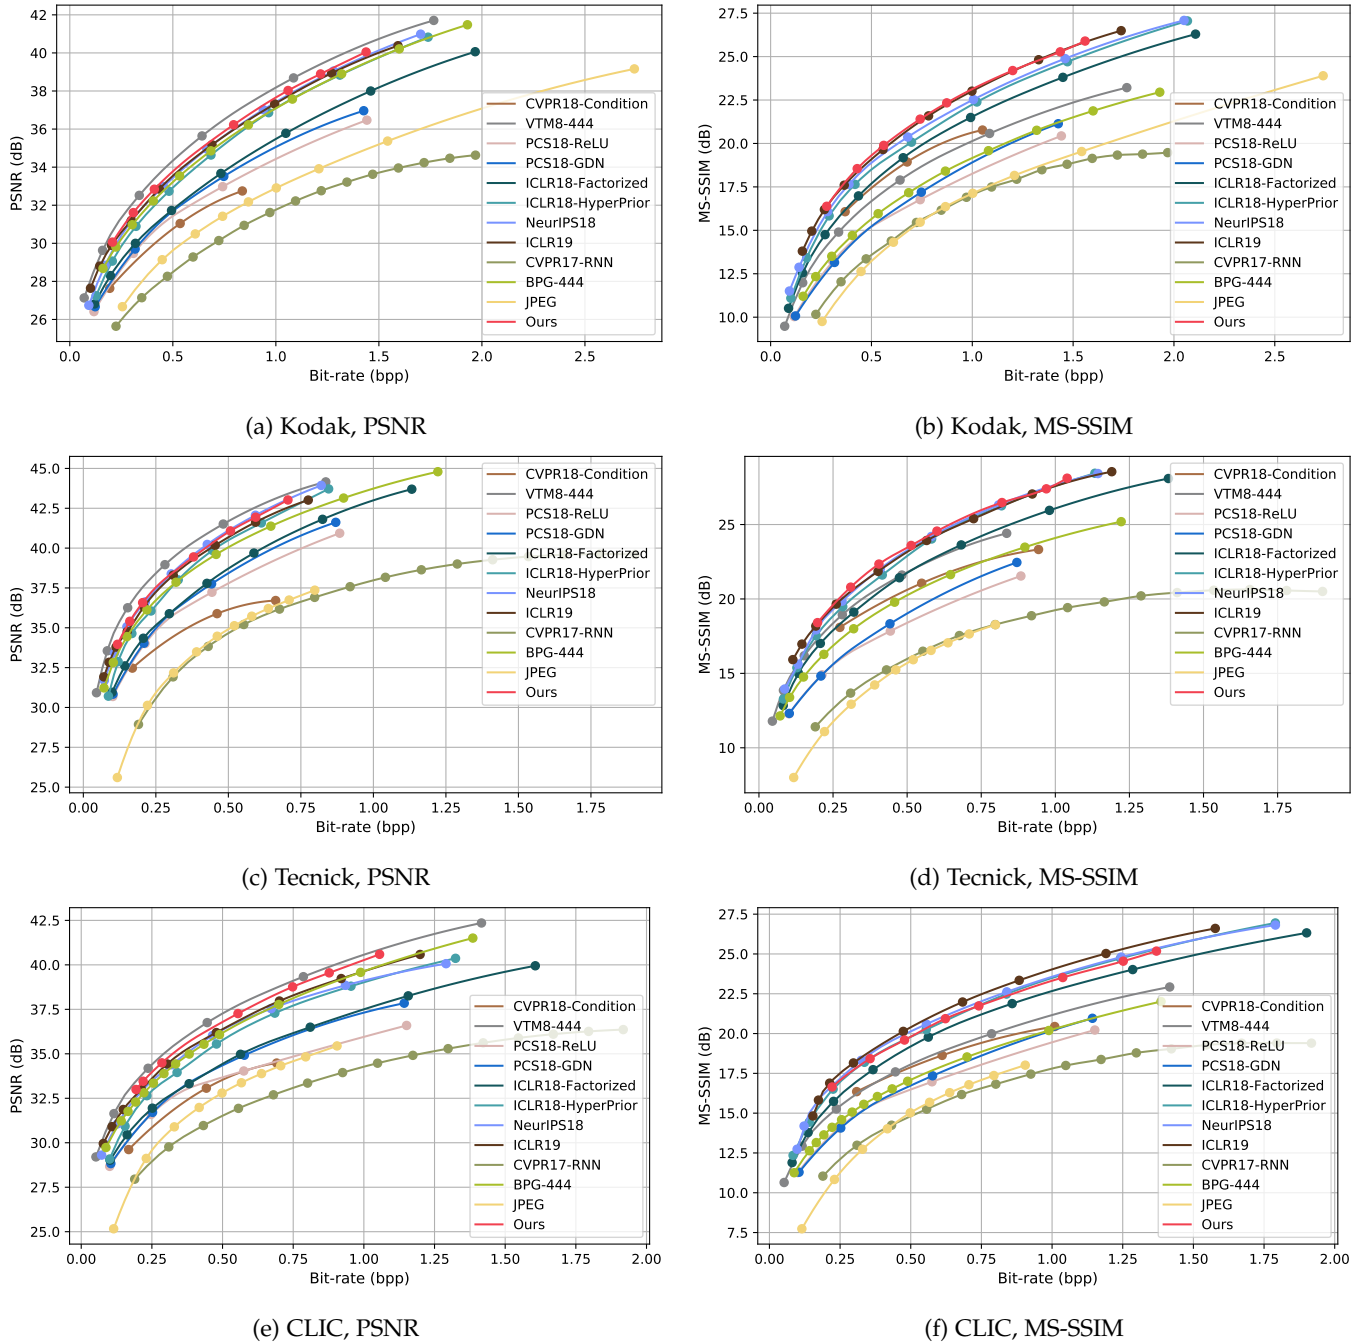 42
40
38
36
34
32
30
28
26
PSNR (dB)
0.0
0.5
1.0
1.5
2.0
2.5
Bit-rate (bpp)
CVPR18-Condition
VTM8-444
PCS18-ReLU
PCS18-GDN
ICLR18-Factorized
ICLR18-HyperPrior
NeurIPS18
ICLR19
CVPR17-RNN
BPG-444
JPEG
Ours
(a) Kodak, PSNR
27.5
25.0
22.5
20.0
17.5
15.0
12.5
10.0
MS-SSIM (dB)
0.0
0.5
1.0
1.5
2.0
2.5
Bit-rate (bpp)
CVPR18-Condition
VTM8-444
PCS18-ReLU
PCS18-GDN
ICLR18-Factorized
ICLR18-HyperPrior
NeurIPS18
ICLR19
CVPR17-RNN
BPG-444
JPEG
Ours
(b) Kodak, MS-SSIM
45.0
42.5
40.0
37.5
35.0
32.5
30.0
27.5
25.0
PSNR (dB)
0.00
0.25
0.50
0.75
1.00
1.25
1.50
1.75
Bit-rate (bpp)
CVPR18-Condition
VTM8-444
PCS18-ReLU
PCS18-GDN
ICLR18-Factorized
ICLR18-HyperPrior
NeurIPS18
ICLR19
CVPR17-RNN
BPG-444
JPEG
Ours
(c) Tecnick, PSNR
25
20
15
10
MS-SSIM (dB)
0.00
0.25
0.50
0.75
1.00
1.25
1.50
1.75
Bit-rate (bpp)
CVPR18-Condition
VTM8-444
PCS18-ReLU
PCS18-GDN
ICLR18-Factorized
ICLR18-HyperPrior
NeurIPS18
ICLR19
CVPR17-RNN
BPG-444
JPEG
Ours
(d) Tecnick, MS-SSIM
42.5
40.0
37.5
35.0
32.5
30.0
27.5
25.0
PSNR (dB)
0.00
0.25
0.50
0.75
1.00
1.25
1.50
1.75
2.00
Bit-rate (bpp)
CVPR18-Condition
VTM8-444
PCS18-ReLU
PCS18-GDN
ICLR18-Factorized
ICLR18-HyperPrior
NeurIPS18
ICLR19
CVPR17-RNN
BPG-444
JPEG
Ours
(e) CLIC, PSNR
27.5
25.0
22.5
20.0
17.5
15.0
12.5
10.0
7.5
MS-SSIM (dB)
0.00
0.25
0.50
0.75
1.00
1.25
1.50
1.75
2.00
Bit-rate (bpp)
CVPR18-Condition
VTM8-444
PCS18-ReLU
PCS18-GDN
ICLR18-Factorized
ICLR18-HyperPrior
NeurIPS18
ICLR19
CVPR17-RNN
BPG-444
JPEG
Ours
(f) CLIC, MS-SSIM